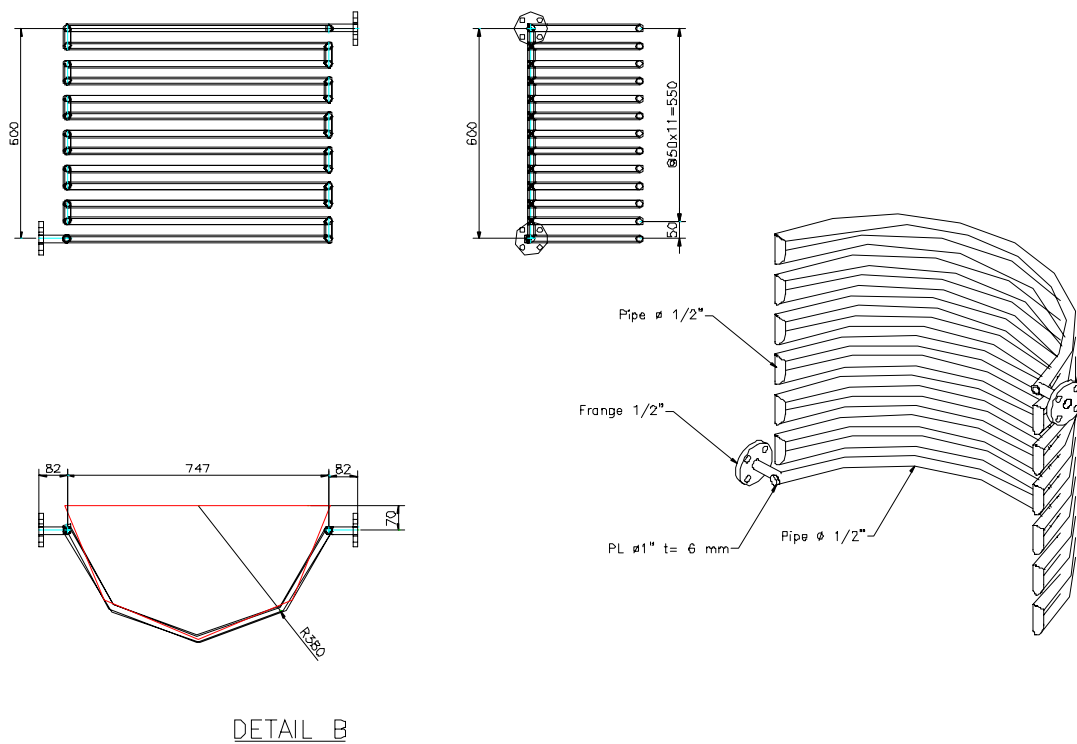 600
600
@50x11=550
50
Pipe ø 1/2"
Frange 1/2"
82
747
82
70
PL ø1" t= 6 mm
Pipe ø 1/2"
R380
DETAIL B